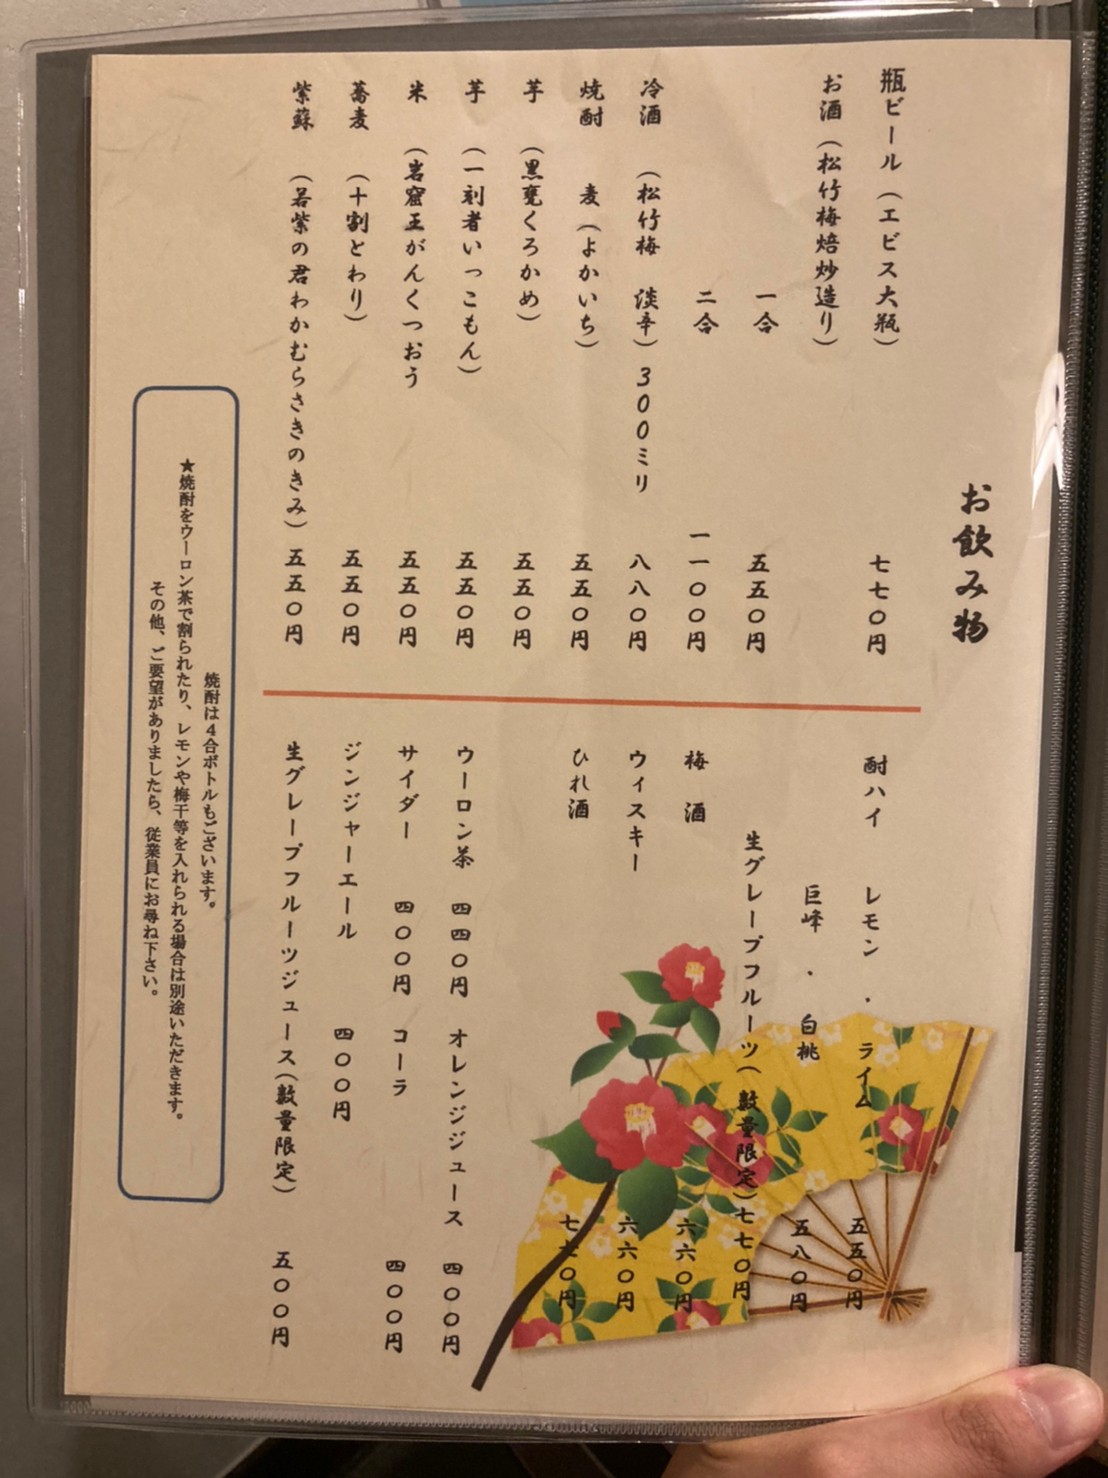 お飲み物
瓶ビール（エビス大瓶） 七七〇円
お酒（松竹梅焙炒造り）
一合 五五〇円
二合 一一〇〇円
冷酒 （松竹梅 淡辛）３００ミリ 八八〇円
焼酎 麦（よかいち） 五五〇円
芋 （黒甕くろかめ） 五五〇円
芋 （一刻者いっこもん） 五五〇円
米 （岩窟王がんくつおう 五五〇円
蕎麦 （十割とわり） 五五〇円
紫蘇 （若紫の君わかむらさきのきみ） 五五〇円
酎ハイ レモン ・ ライム 五五〇円
巨峰 ・ 白桃 五八〇円
生グレープフルーツ（数量限定）七七〇円
梅 酒 六六〇円
ウィスキー 六六〇円
ひれ酒 七七〇円
ウーロン茶 四四〇円 オレンジジュース 四〇〇円
サイダー 四〇〇円 コーラ 四〇〇円
ジンジャーエール 四〇〇円
生グレープフルーツジュース（数量限定） 五〇〇円
焼酎は４合ボトルもございます。
★焼酎をウーロン茶で割られたり、レモンや梅干等を入れられる場合は別途いただきます。
その他、ご要望がありましたら、従業員にお尋ね下さい。